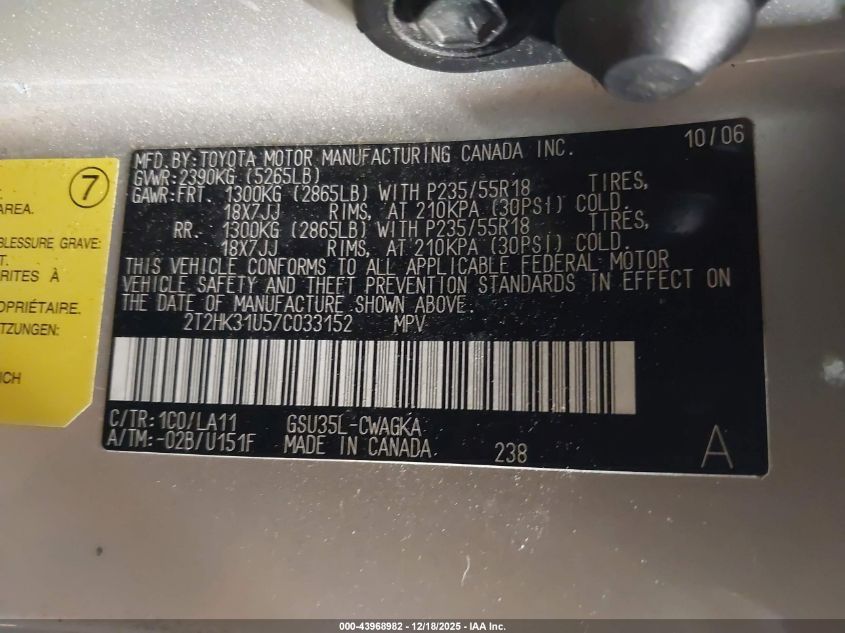 MFD. BY: TOYOTA MOTOR MANUFACTURING CANADA INC. 10/06
GVWR: 2390KG (5265LB)
GAWR: FRT. 1300KG (2865LB) WITH P235/55R18 TIRES,
18X7JJ RIMS, AT 210KPA (30PSI) COLD.
RR. 1300KG (2865LB) WITH P235/55R18 TIRES,
18X7JJ RIMS, AT 210KPA (30PSI) COLD.
THIS VEHICLE CONFORMS TO ALL APPLICABLE FEDERAL MOTOR
VEHICLE SAFETY AND THEFT PREVENTION STANDARDS IN EFFECT ON
THE DATE OF MANUFACTURE SHOWN ABOVE.
2T2HK31U57C033152 MPV
C/TR: 1C0/LA11 GSU35L-CWAGKA
A/TM: -02B/U151F MADE IN CANADA. 238 A
7
AREA.
BLESSURE GRAVE:
T.
RITES À
OPRIÉTAIRE.
TZUNGEN:
ICH
000-43968982 - 12/18/2025 - IAA Inc.